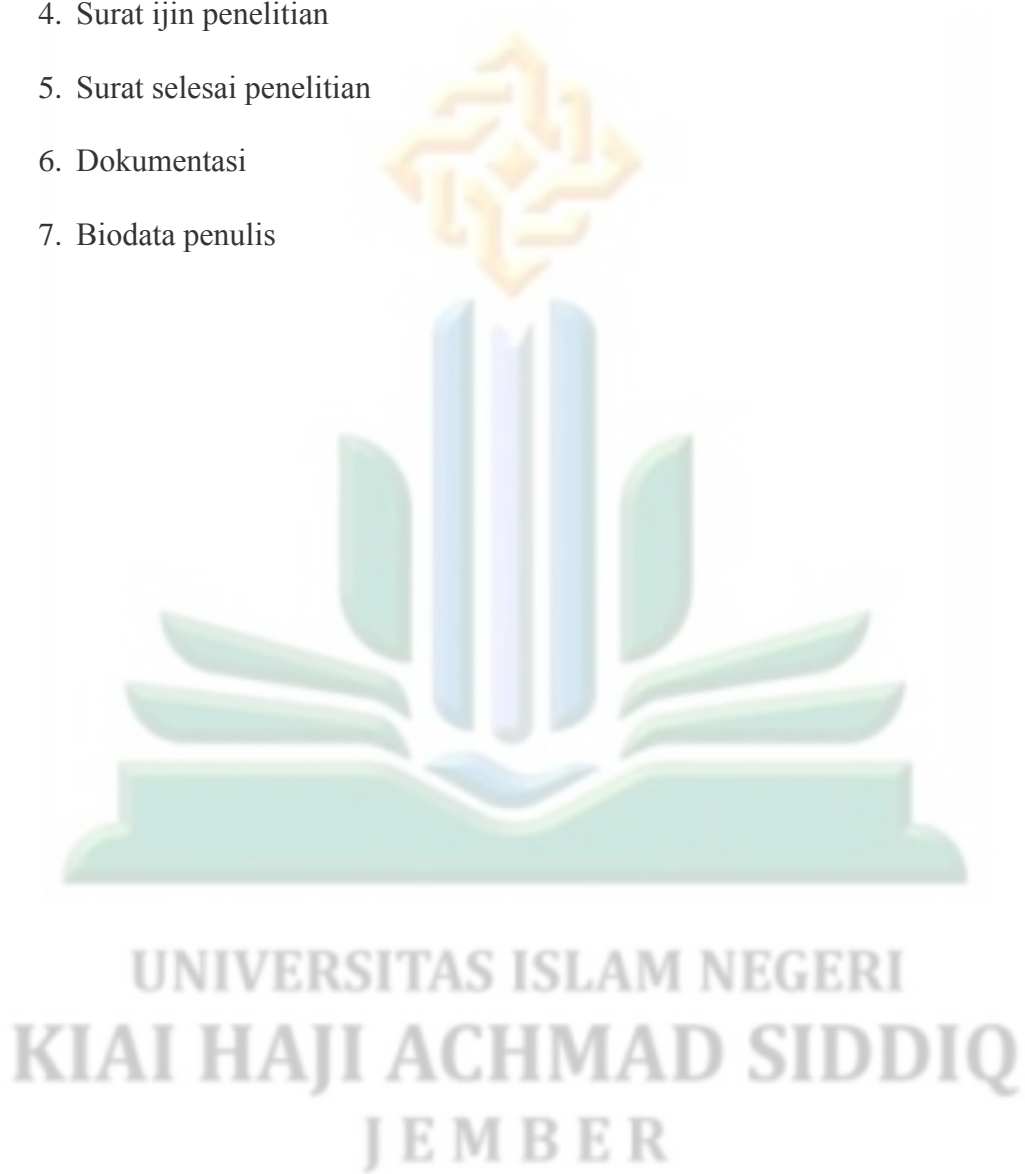 4. Surat ijin penelitian
5. Surat selesai penelitian
6. Dokumentasi
7. Biodata penulis
UNIVERSITAS ISLAM NEGERI
KIAI HAJI ACHMAD SIDDIQ
JEMBER